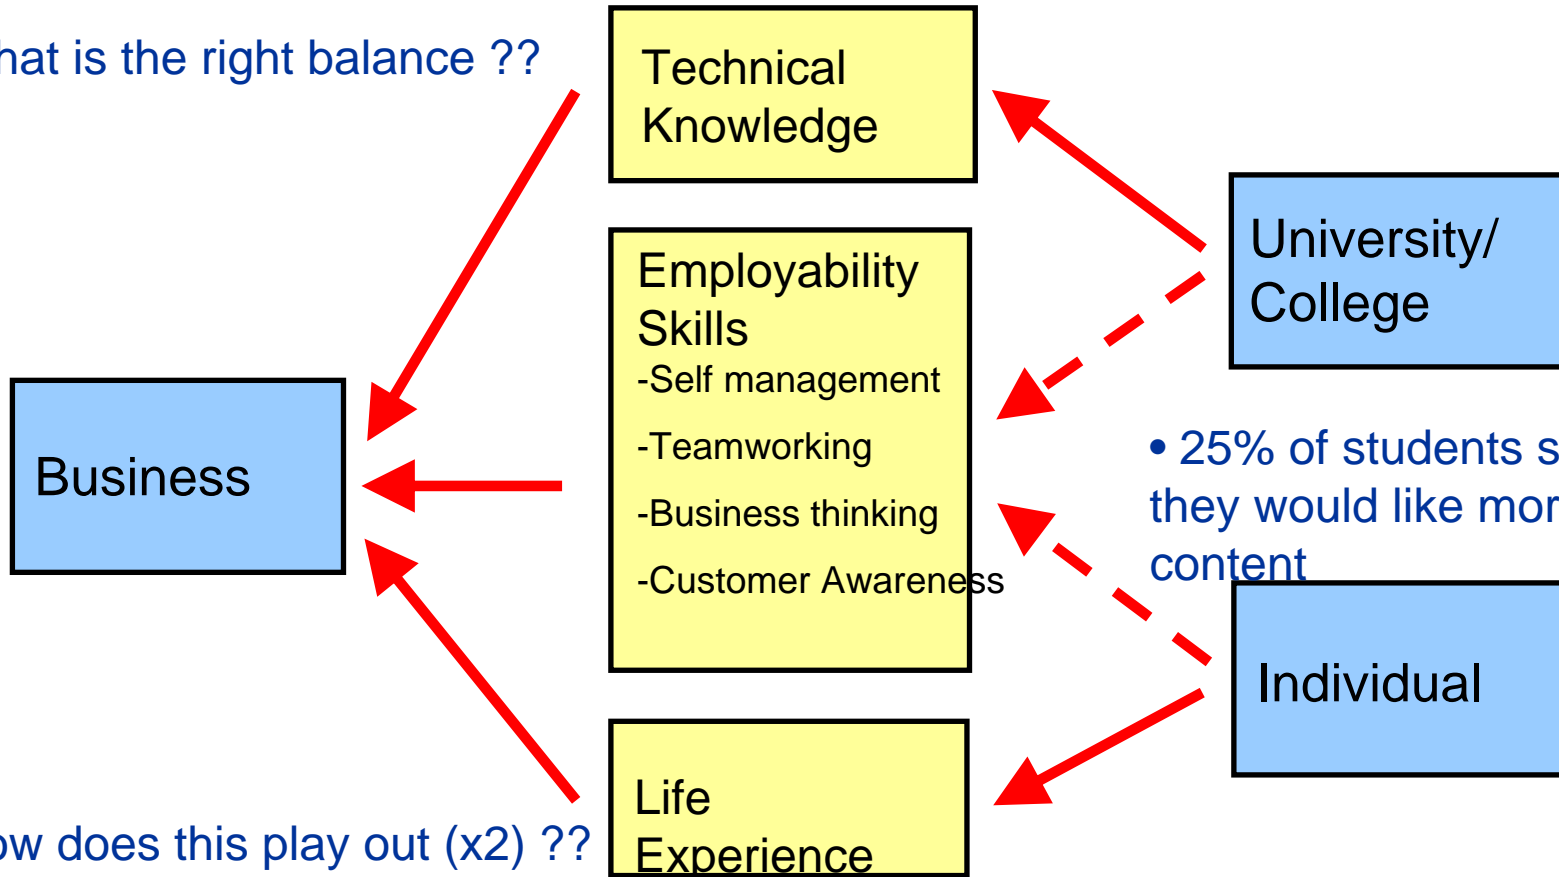 hat is the right balance ??
Technical
Knowledge
University/
College
Employability
Skills
-Self management
-Teamworking
-Business thinking
-Customer Awareness
Business
• 25% of students s
they would like mor
content
Individual
Life
Experience
ow does this play out (x2) ??